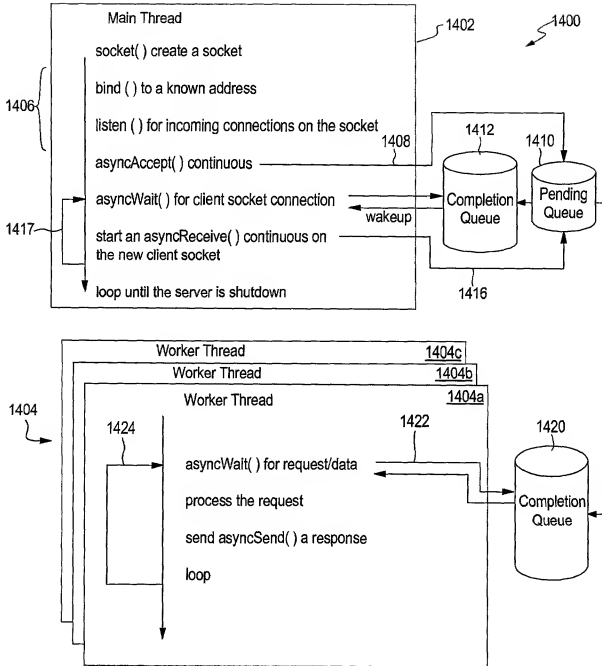 Main Thread
1402
1400
socket( ) create a socket
bind ( ) to a known address
1406
listen ( ) for incoming connections on the socket
1408
1412
1410
asyncAccept( ) continuous
asyncWait( ) for client socket connection
Completion
Queue
Pending
Queue
wakeup
1417
start an asyncReceive( ) continuous on
the new client socket
1416
loop until the server is shutdown
Worker Thread
1404c
Worker Thread
1404b
Worker Thread
1404a
1404
1424
1422
1420
asyncWait( ) for request/data
process the request
Completion
Queue
send asyncSend( ) a response
loop